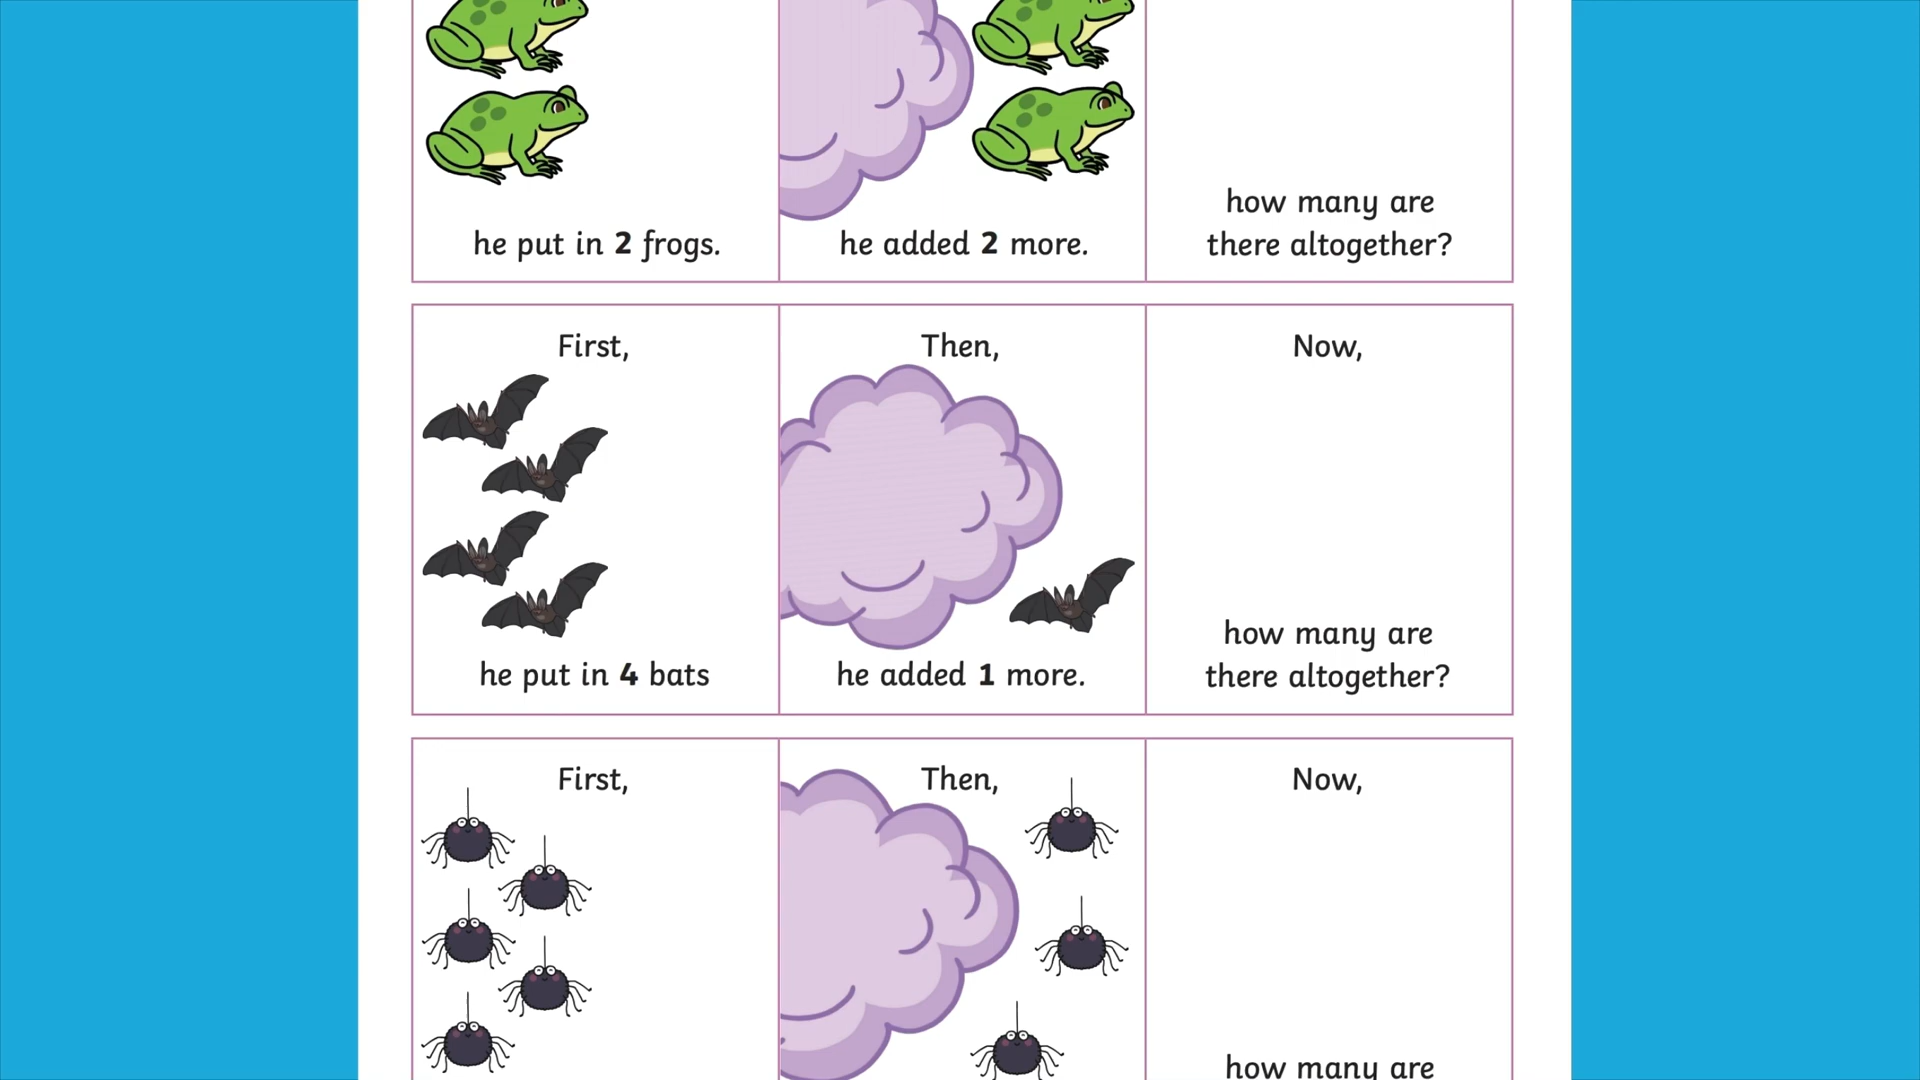 he put in 2 frogs.
he added 2 more.
how many are
there altogether?
First,
he put in 4 bats
Then,
he added 1 more.
Now,
how many are
there altogether?
First,
Then,
Now,
how many are